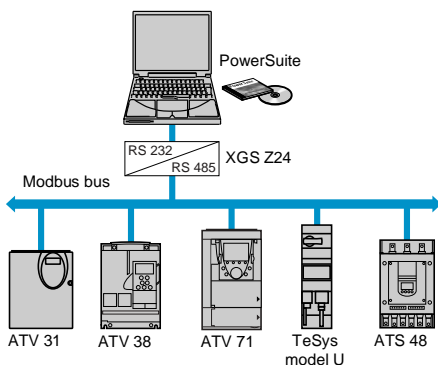 PowerSuite
RS 232
RS 485
XGS Z24
Modbus bus
ATV 31
ATV 38
ATV 71
TeSys
model U
ATS 48